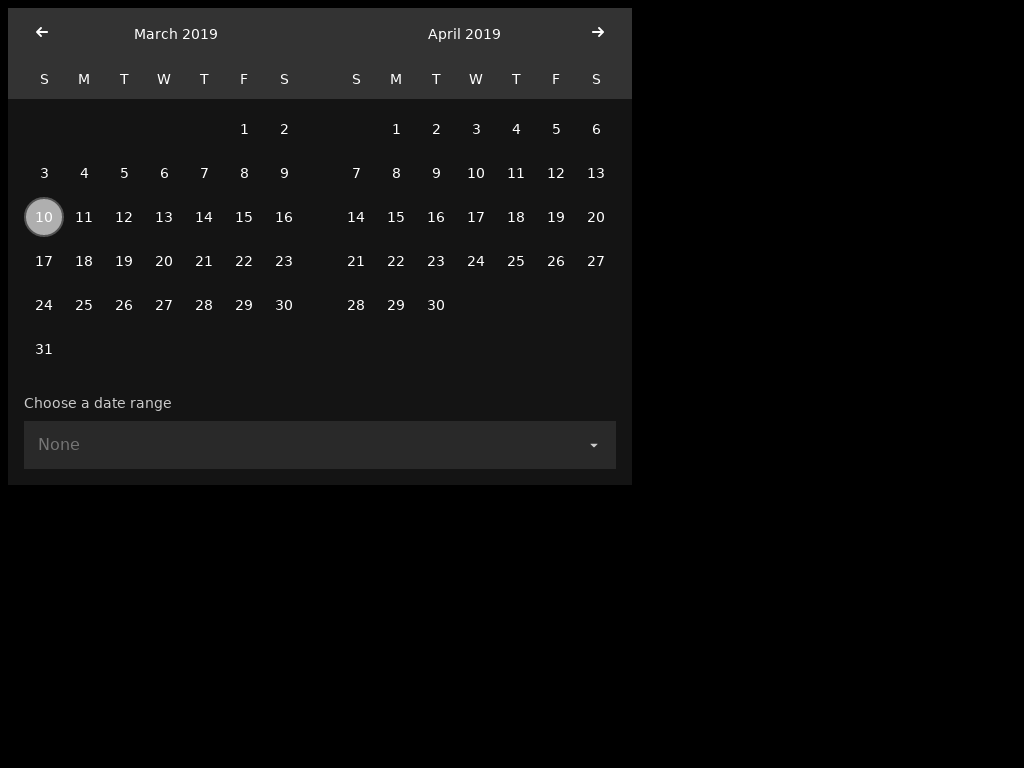 March 2019 April 2019
S M T W T F S S M T W T F S
1 2 1 2 3 4 5 6
3 4 5 6 7 8 9 7 8 9 10 11 12 13
10 11 12 13 14 15 16 14 15 16 17 18 19 20
17 18 19 20 21 22 23 21 22 23 24 25 26 27
24 25 26 27 28 29 30 28 29 30
31
Choose a date range
None